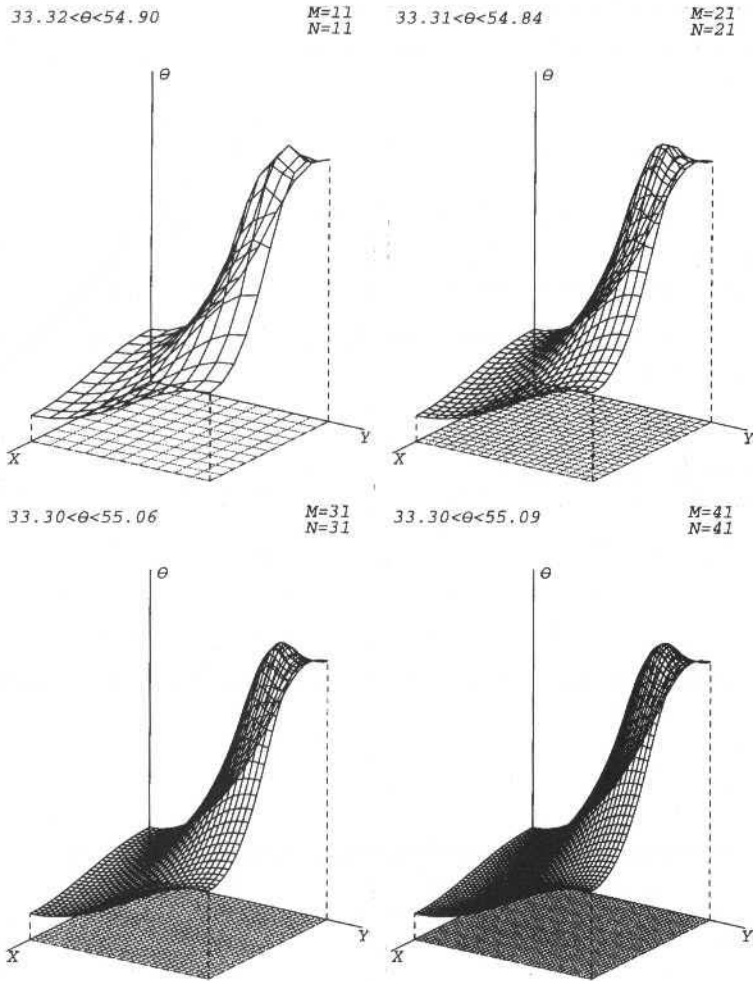 33.32<θ<54.90
M=11
N=11
θ
X
Y
33.31<θ<54.84
M=21
N=21
θ
X
Y
33.30<θ<55.06
M=31
N=31
θ
X
Y
33.30<θ<55.09
M=41
N=41
θ
X
Y